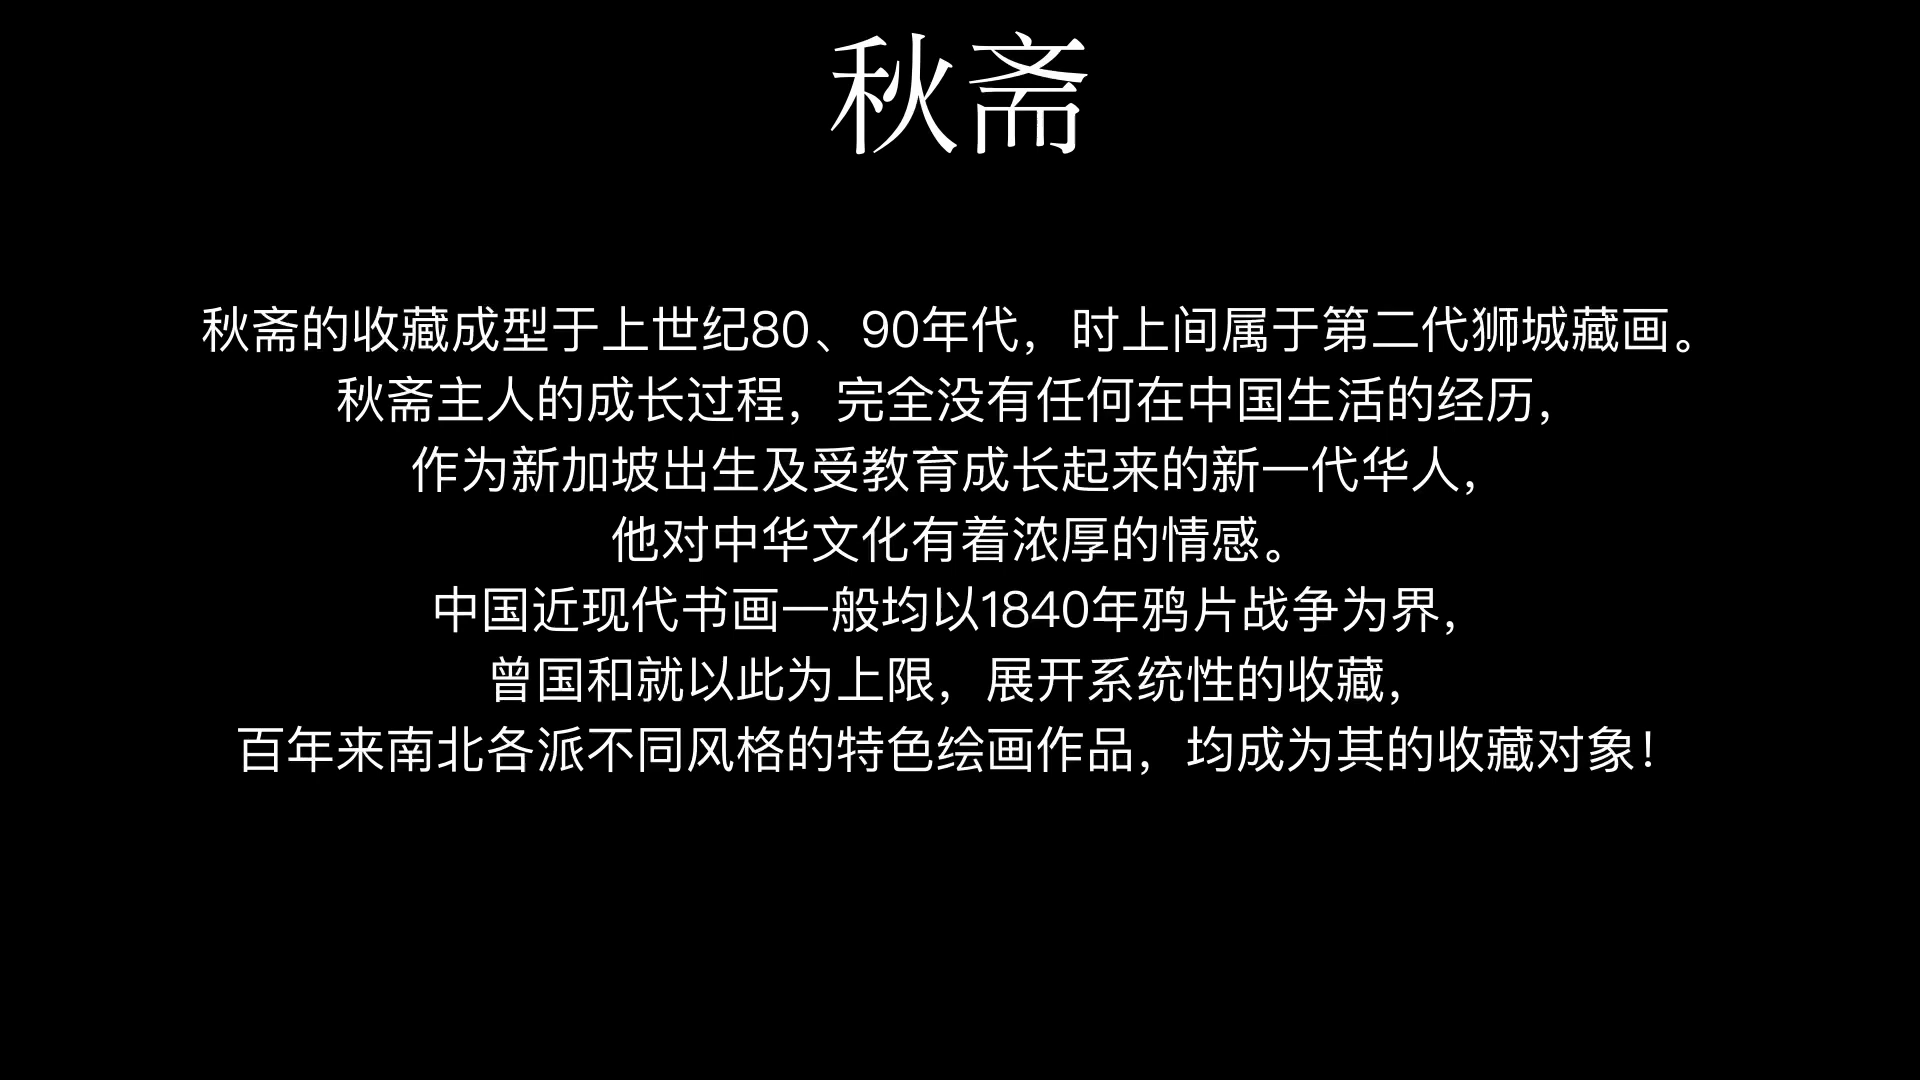 秋斋
秋斋的收藏成型于上世纪80、90年代，时上间属于第二代狮城藏画。
秋斋主人的成长过程，完全没有任何在中国生活的经历，
作为新加坡出生及受教育成长起来的新一代华人，
他对中华文化有着浓厚的情感。
中国近现代书画一般均以1840年鸦片战争为界，
曾国和就以此为上限，展开系统性的收藏，
百年来南北各派不同风格的特色绘画作品，均成为其的收藏对象！